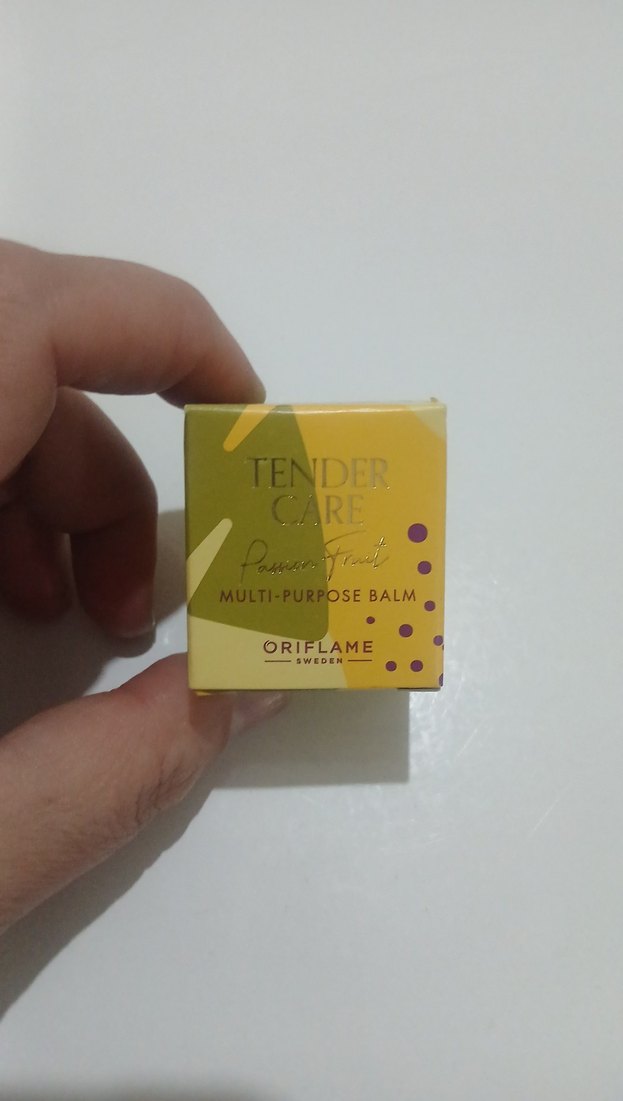 TENDER
CARE
Passion Fruit
MULTI-PURPOSE BALM
ORIFLAME
SWEDEN